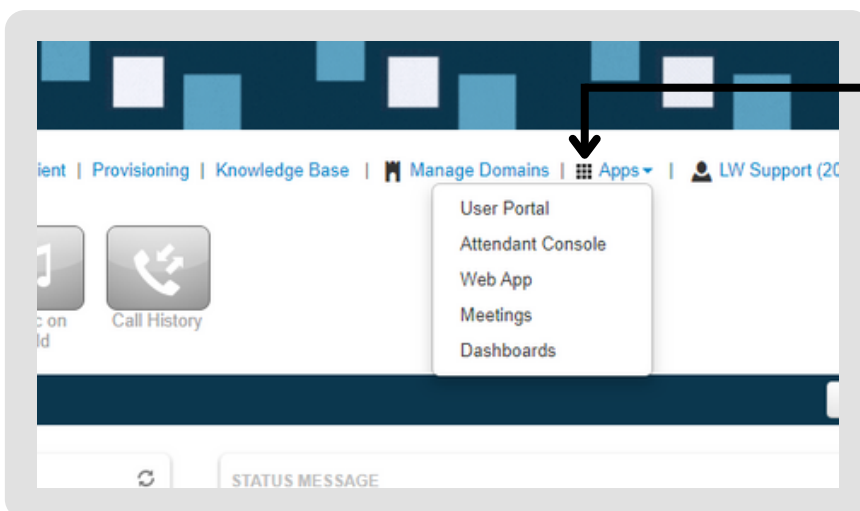 ient | Provisioning | Knowledge Base | Manage Domains | Apps | LW Support (20
User Portal
Attendant Console
Web App
Meetings
Dashboards
c on
ld
Call History
STATUS MESSAGE